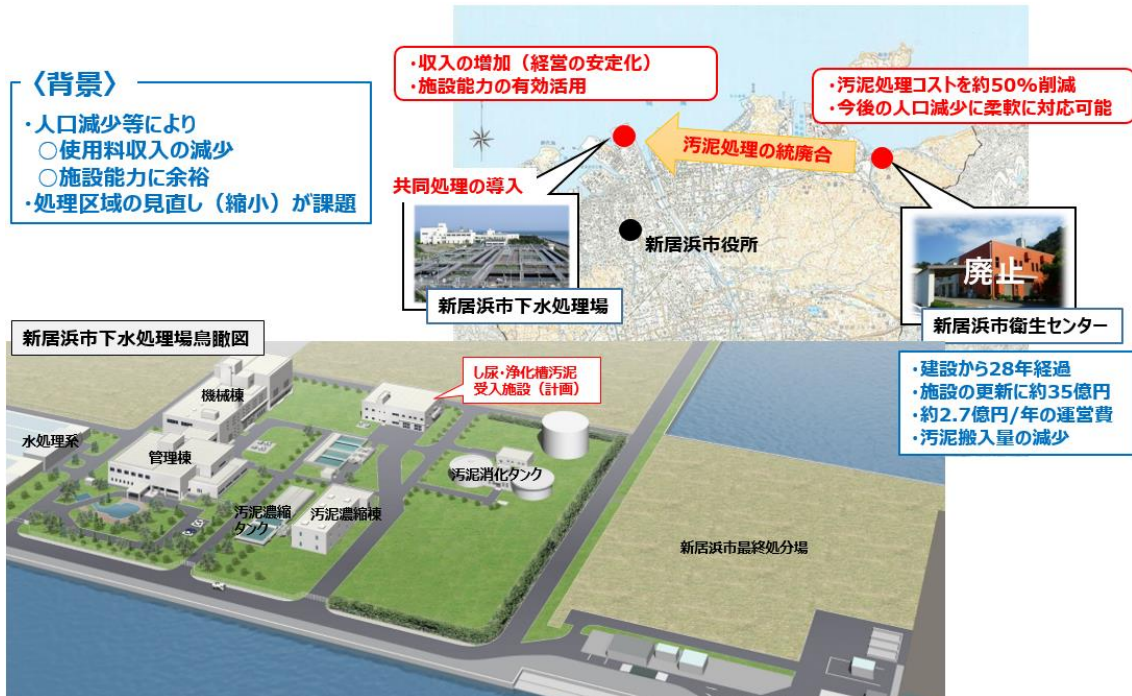 〈背景〉
・人口減少等により
○使用料収入の減少
○施設能力に余裕
・処理区域の見直し（縮小）が課題
・収入の増加（経営の安定化）
・施設能力の有効活用
・汚泥処理コストを約50%削減
・今後の人口減少に柔軟に対応可能
汚泥処理の統廃合
共同処理の導入
新居浜市役所
廃止
新居浜市下水処理場
新居浜市衛生センター
・建設から28年経過
・施設の更新に約35億円
・約2.7億円/年の運営費
・汚泥搬入量の減少
新居浜市下水処理場鳥瞰図
し尿・浄化槽汚泥
受入施設（計画）
機械棟
水処理系
管理棟
汚泥消化タンク
汚泥濃縮
タンク
汚泥濃縮棟
新居浜市最終処分場